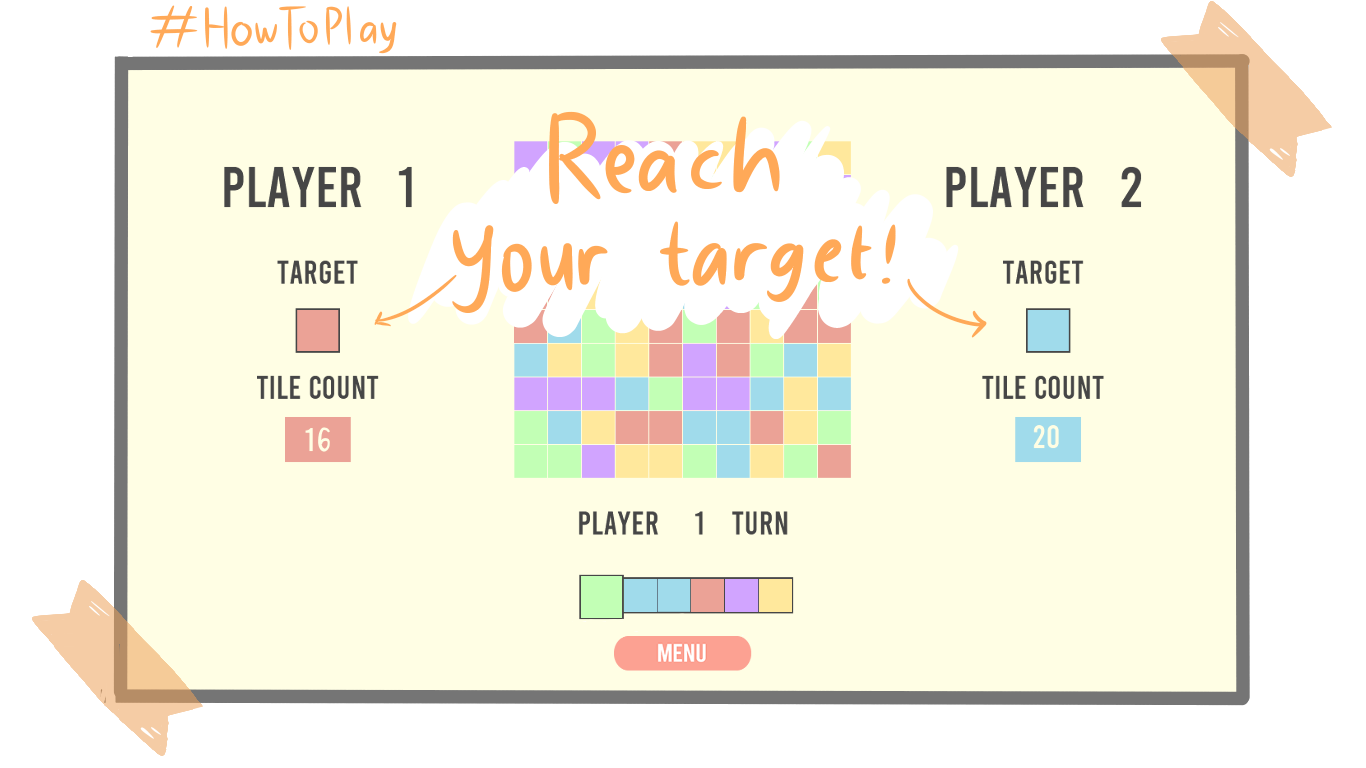 #HowToPlay
Reach
your target!
PLAYER 1
TARGET
TILE COUNT
16
PLAYER 2
TARGET
TILE COUNT
20
PLAYER 1 TURN
MENU